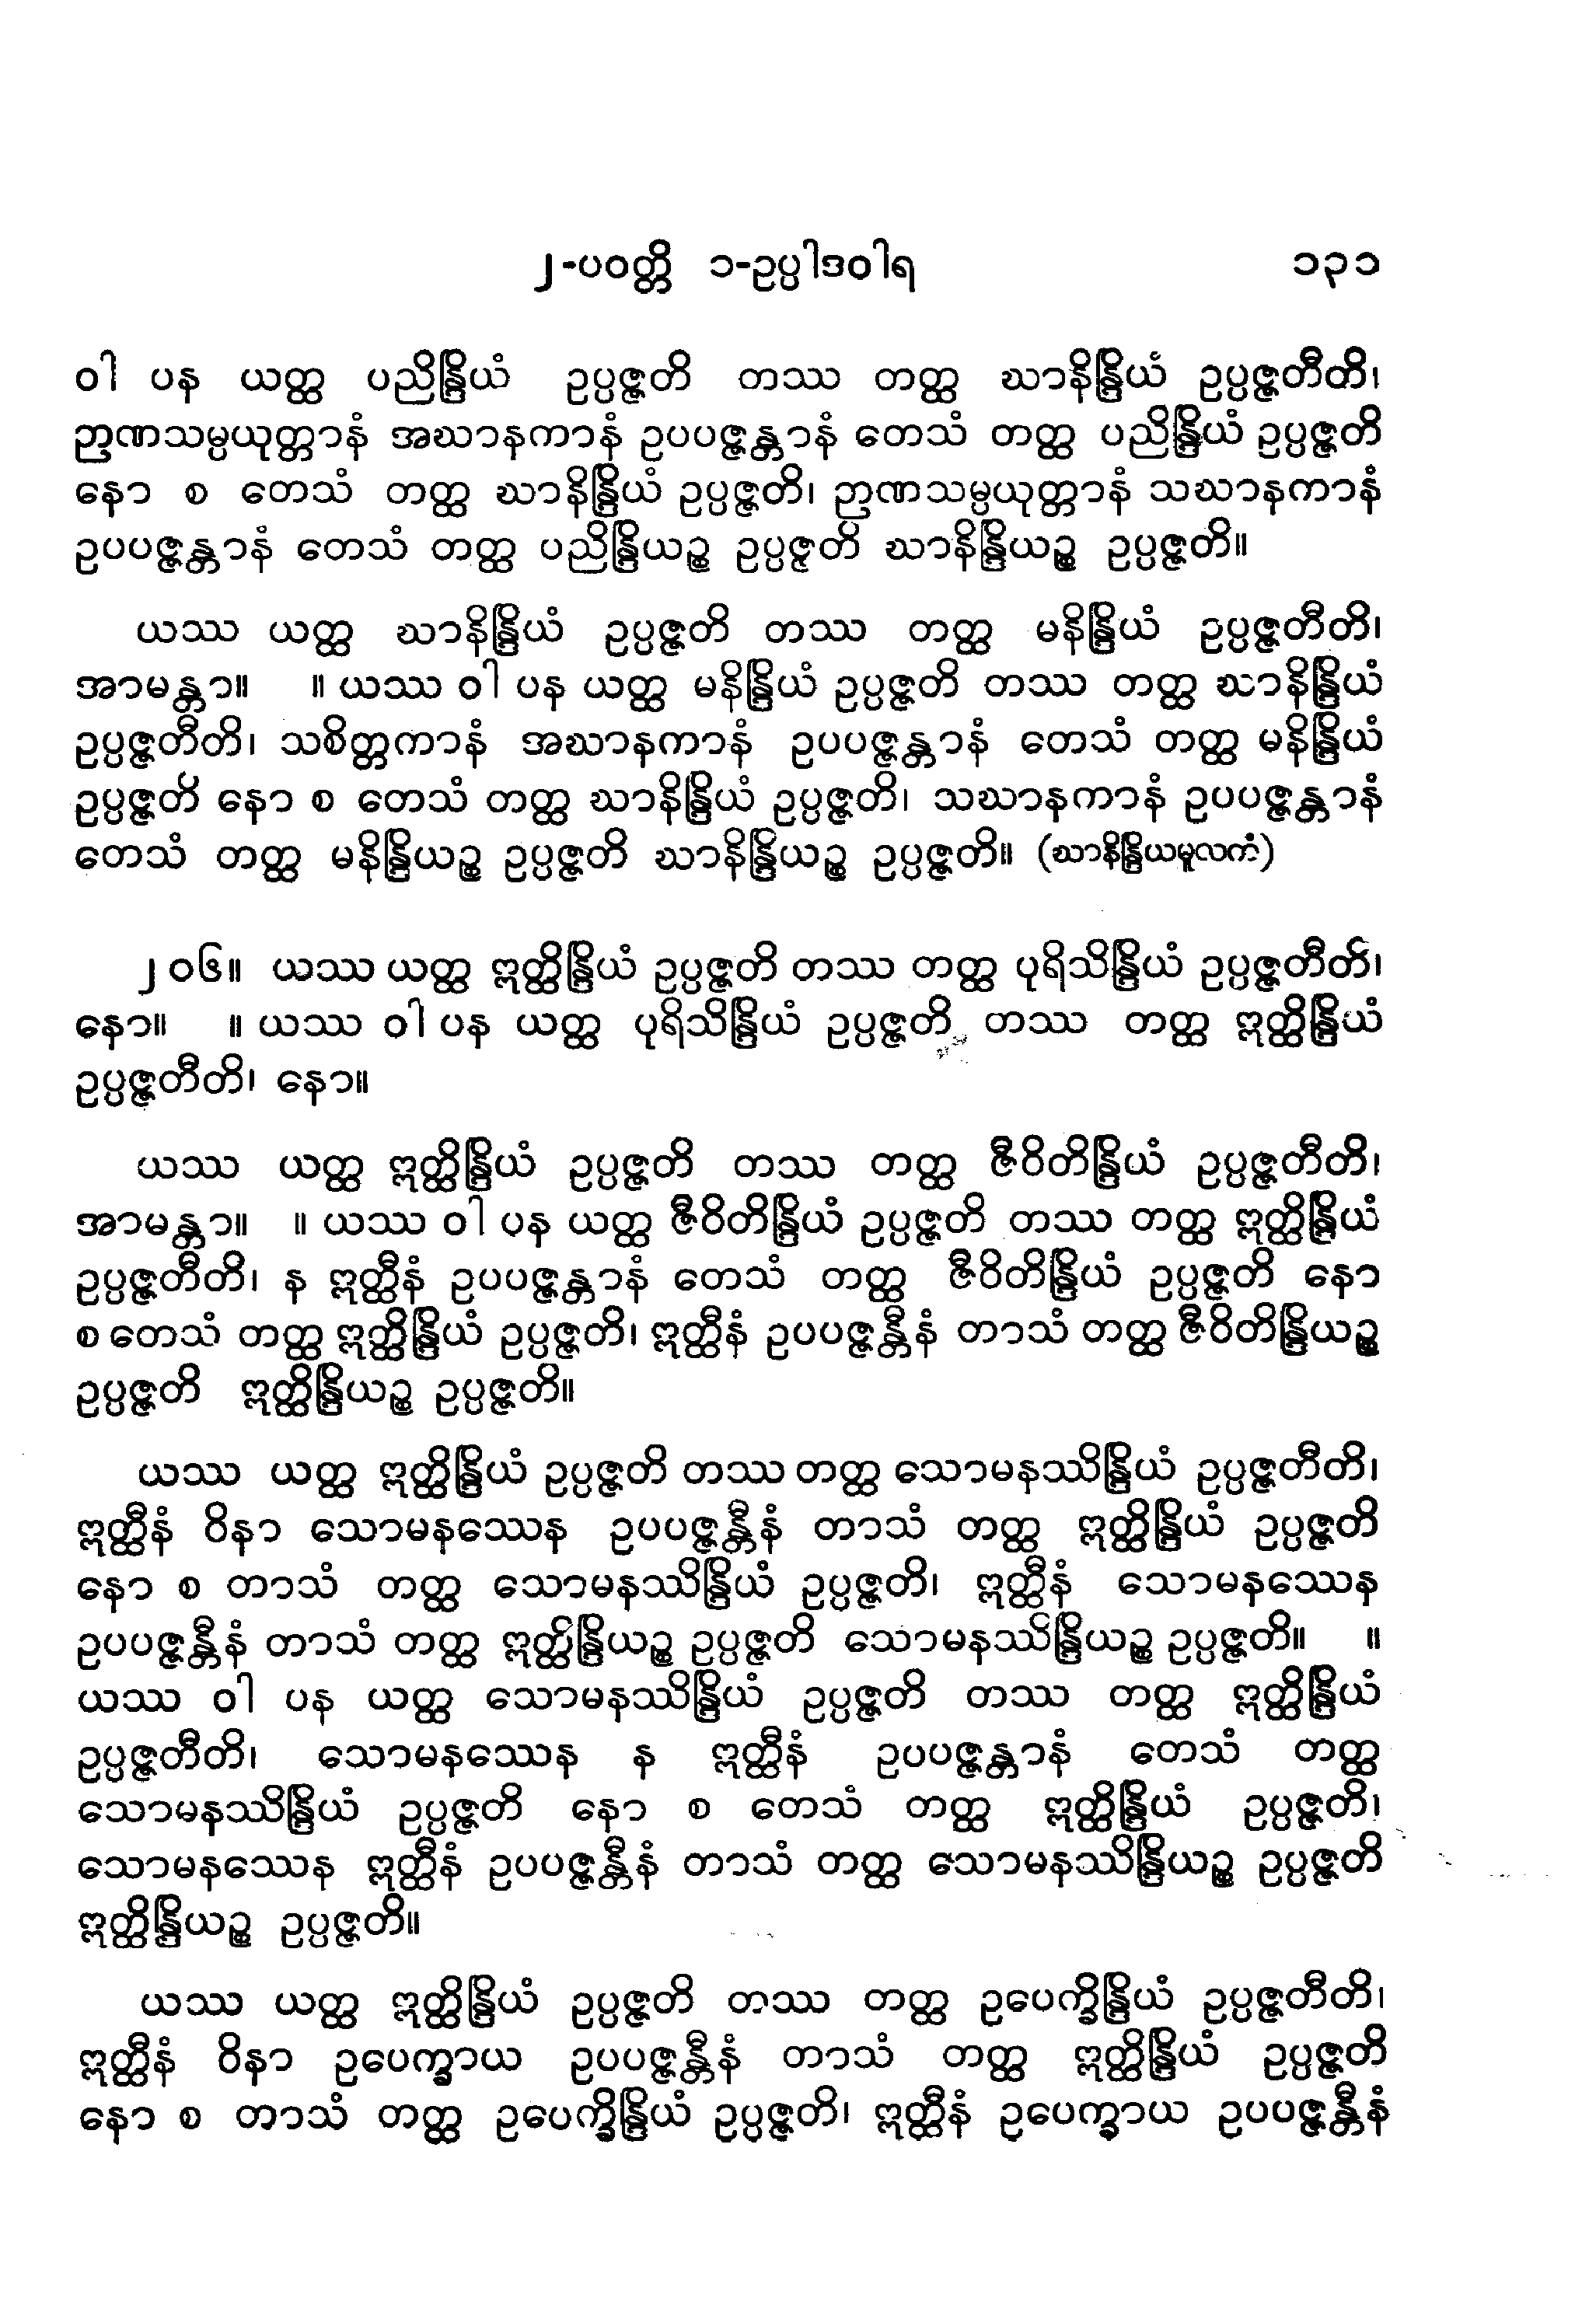 ၂-ပဝတ္တိ ၁-ဥပ္ပါဒဝါရ ၁၃၁
ဝါ ပန ယတ္ထ ပညိန္ဒြိယံ ဥပ္ပဇ္ဇတိ တဿ တတ္ထ ဃာနိန္ဒြိယံ ဥပ္ပဇ္ဇတီတိ၊
ဉာဏသမ္ပယုတ္တာနံ အဃာနကာနံ ဥပပဇ္ဇန္တာနံ တေသံ တတ္ထ ပညိန္ဒြိယံ ဥပ္ပဇ္ဇတိ
နော စ တေသံ တတ္ထ ဃာနိန္ဒြိယံ ဥပ္ပဇ္ဇတိ၊ ဉာဏသမ္ပယုတ္တာနံ သဃာနကာနံ
ဥပပဇ္ဇန္တာနံ တေသံ တတ္ထ ပညိန္ဒြိယဉ္စ ဥပ္ပဇ္ဇတိ ဃာနိန္ဒြိယဉ္စ ဥပ္ပဇ္ဇတိ။
ယဿ ယတ္ထ ဃာနိန္ဒြိယံ ဥပ္ပဇ္ဇတိ တဿ တတ္ထ မနိန္ဒြိယံ ဥပ္ပဇ္ဇတီတိ၊
အာမန္တာ။ ။ ယဿ ဝါ ပန ယတ္ထ မနိန္ဒြိယံ ဥပ္ပဇ္ဇတိ တဿ တတ္ထ ဃာနိန္ဒြိယံ
ဥပ္ပဇ္ဇတီတိ၊ သစိတ္တကာနံ အဃာနကာနံ ဥပပဇ္ဇန္တာနံ တေသံ တတ္ထ မနိန္ဒြိယံ
ဥပ္ပဇ္ဇတိ နော စ တေသံ တတ္ထ ဃာနိန္ဒြိယံ ဥပ္ပဇ္ဇတိ၊ သဃာနကာနံ ဥပပဇ္ဇန္တာနံ
တေသံ တတ္ထ မနိန္ဒြိယဉ္စ ဥပ္ပဇ္ဇတိ ဃာနိန္ဒြိယဉ္စ ဥပ္ပဇ္ဇတိ။ (ဃာနိန္ဒြိယမူလကံ)
၂၀၆။ ယဿ ယတ္ထ ဣတ္ထိန္ဒြိယံ ဥပ္ပဇ္ဇတိ တဿ တတ္ထ ပုရိသိန္ဒြိယံ ဥပ္ပဇ္ဇတီတိ၊
နော။ ။ ယဿ ဝါ ပန ယတ္ထ ပုရိသိန္ဒြိယံ ဥပ္ပဇ္ဇတိ တဿ တတ္ထ ဣတ္ထိန္ဒြိယံ
ဥပ္ပဇ္ဇတီတိ၊ နော။
ယဿ ယတ္ထ ဣတ္ထိန္ဒြိယံ ဥပ္ပဇ္ဇတိ တဿ တတ္ထ ဇီဝိတိန္ဒြိယံ ဥပ္ပဇ္ဇတီတိ၊
အာမန္တာ။ ။ ယဿ ဝါ ပန ယတ္ထ ဇီဝိတိန္ဒြိယံ ဥပ္ပဇ္ဇတိ တဿ တတ္ထ ဣတ္ထိန္ဒြိယံ
ဥပ္ပဇ္ဇတီတိ၊ န ဣတ္ထီနံ ဥပပဇ္ဇန္တာနံ တေသံ တတ္ထ ဇီဝိတိန္ဒြိယံ ဥပ္ပဇ္ဇတိ နော
စ တေသံ တတ္ထ ဣတ္ထိန္ဒြိယံ ဥပ္ပဇ္ဇတိ၊ ဣတ္ထီနံ ဥပပဇ္ဇန္တီနံ တာသံ တတ္ထ ဇီဝိတိန္ဒြိယဉ္စ
ဥပ္ပဇ္ဇတိ ဣတ္ထိန္ဒြိယဉ္စ ဥပ္ပဇ္ဇတိ။
ယဿ ယတ္ထ ဣတ္ထိန္ဒြိယံ ဥပ္ပဇ္ဇတိ တဿ တတ္ထ သောမနဿိန္ဒြိယံ ဥပ္ပဇ္ဇတီတိ၊
ဣတ္ထီနံ ဝိနာ သောမနဿေန ဥပပဇ္ဇန္တီနံ တာသံ တတ္ထ ဣတ္ထိန္ဒြိယံ ဥပ္ပဇ္ဇတိ
နော စ တာသံ တတ္ထ သောမနဿိန္ဒြိယံ ဥပ္ပဇ္ဇတိ၊ ဣတ္ထီနံ သောမနဿေန
ဥပပဇ္ဇန္တီနံ တာသံ တတ္ထ ဣတ္ထိန္ဒြိယဉ္စ ဥပ္ပဇ္ဇတိ သောမနဿိန္ဒြိယဉ္စ ဥပ္ပဇ္ဇတိ။ ။
ယဿ ဝါ ပန ယတ္ထ သောမနဿိန္ဒြိယံ ဥပ္ပဇ္ဇတိ တဿ တတ္ထ ဣတ္ထိန္ဒြိယံ
ဥပ္ပဇ္ဇတီတိ၊ သောမနဿေန န ဣတ္ထီနံ ဥပပဇ္ဇန္တာနံ တေသံ တတ္ထ
သောမနဿိန္ဒြိယံ ဥပ္ပဇ္ဇတိ နော စ တေသံ တတ္ထ ဣတ္ထိန္ဒြိယံ ဥပ္ပဇ္ဇတိ၊
သောမနဿေန ဣတ္ထီနံ ဥပပဇ္ဇန္တီနံ တာသံ တတ္ထ သောမနဿိန္ဒြိယဉ္စ ဥပ္ပဇ္ဇတိ
ဣတ္ထိန္ဒြိယဉ္စ ဥပ္ပဇ္ဇတိ။
ယဿ ယတ္ထ ဣတ္ထိန္ဒြိယံ ဥပ္ပဇ္ဇတိ တဿ တတ္ထ ဥပေက္ခိန္ဒြိယံ ဥပ္ပဇ္ဇတီတိ၊
ဣတ္ထီနံ ဝိနာ ဥပေက္ခာယ ဥပပဇ္ဇန္တီနံ တာသံ တတ္ထ ဣတ္ထိန္ဒြိယံ ဥပ္ပဇ္ဇတိ
နော စ တာသံ တတ္ထ ဥပေက္ခိန္ဒြိယံ ဥပ္ပဇ္ဇတိ၊ ဣတ္ထီနံ ဥပေက္ခာယ ဥပပဇ္ဇန္တီနံ